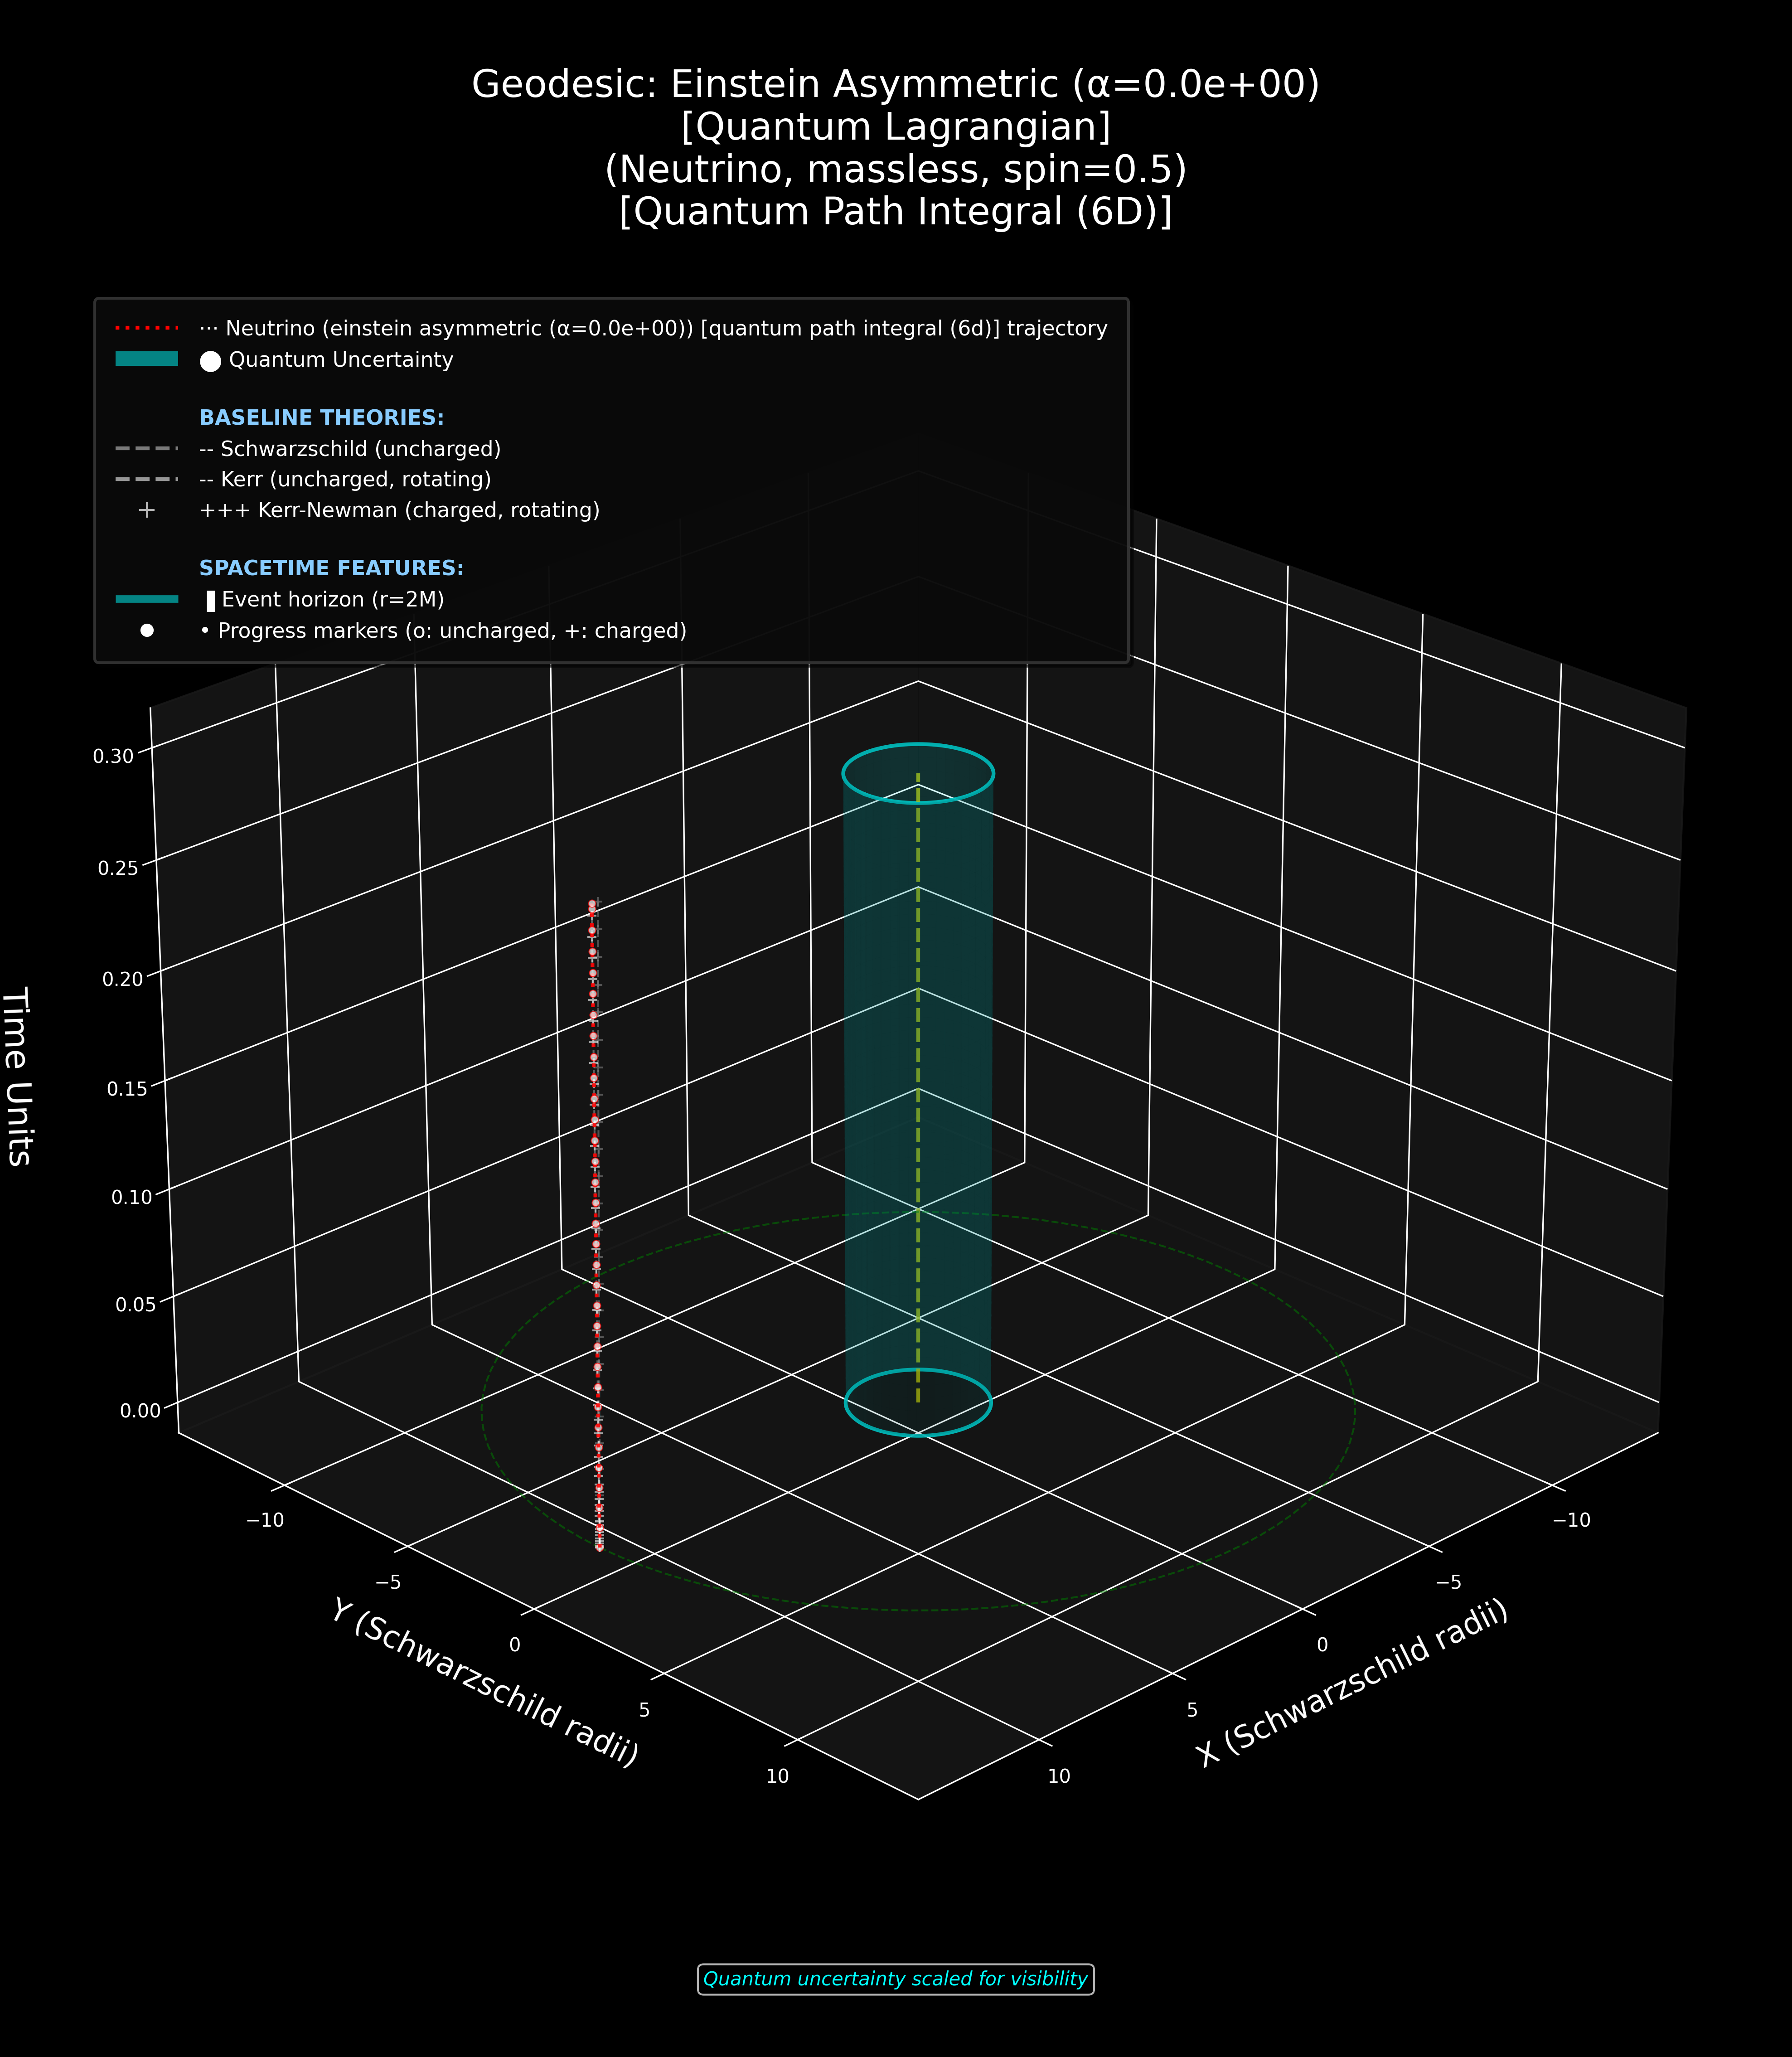 Geodesic: Einstein Asymmetric (α=0.0e+00)
[Quantum Lagrangian]
(Neutrino, massless, spin=0.5)
[Quantum Path Integral (6D)]
··· Neutrino (einstein asymmetric (α=0.0e+00)) [quantum path integral (6d)] trajectory
● Quantum Uncertainty
BASELINE THEORIES:
-- Schwarzschild (uncharged)
-- Kerr (uncharged, rotating)
+++ Kerr-Newman (charged, rotating)
SPACETIME FEATURES:
▐ Event horizon (r=2M)
• Progress markers (o: uncharged, +: charged)
0.30
0.25
0.20
0.15
0.10
0.05
0.00
Time Units
−10
−5
0
5
10
Y (Schwarzschild radii)
10
5
0
−5
−10
X (Schwarzschild radii)
Quantum uncertainty scaled for visibility